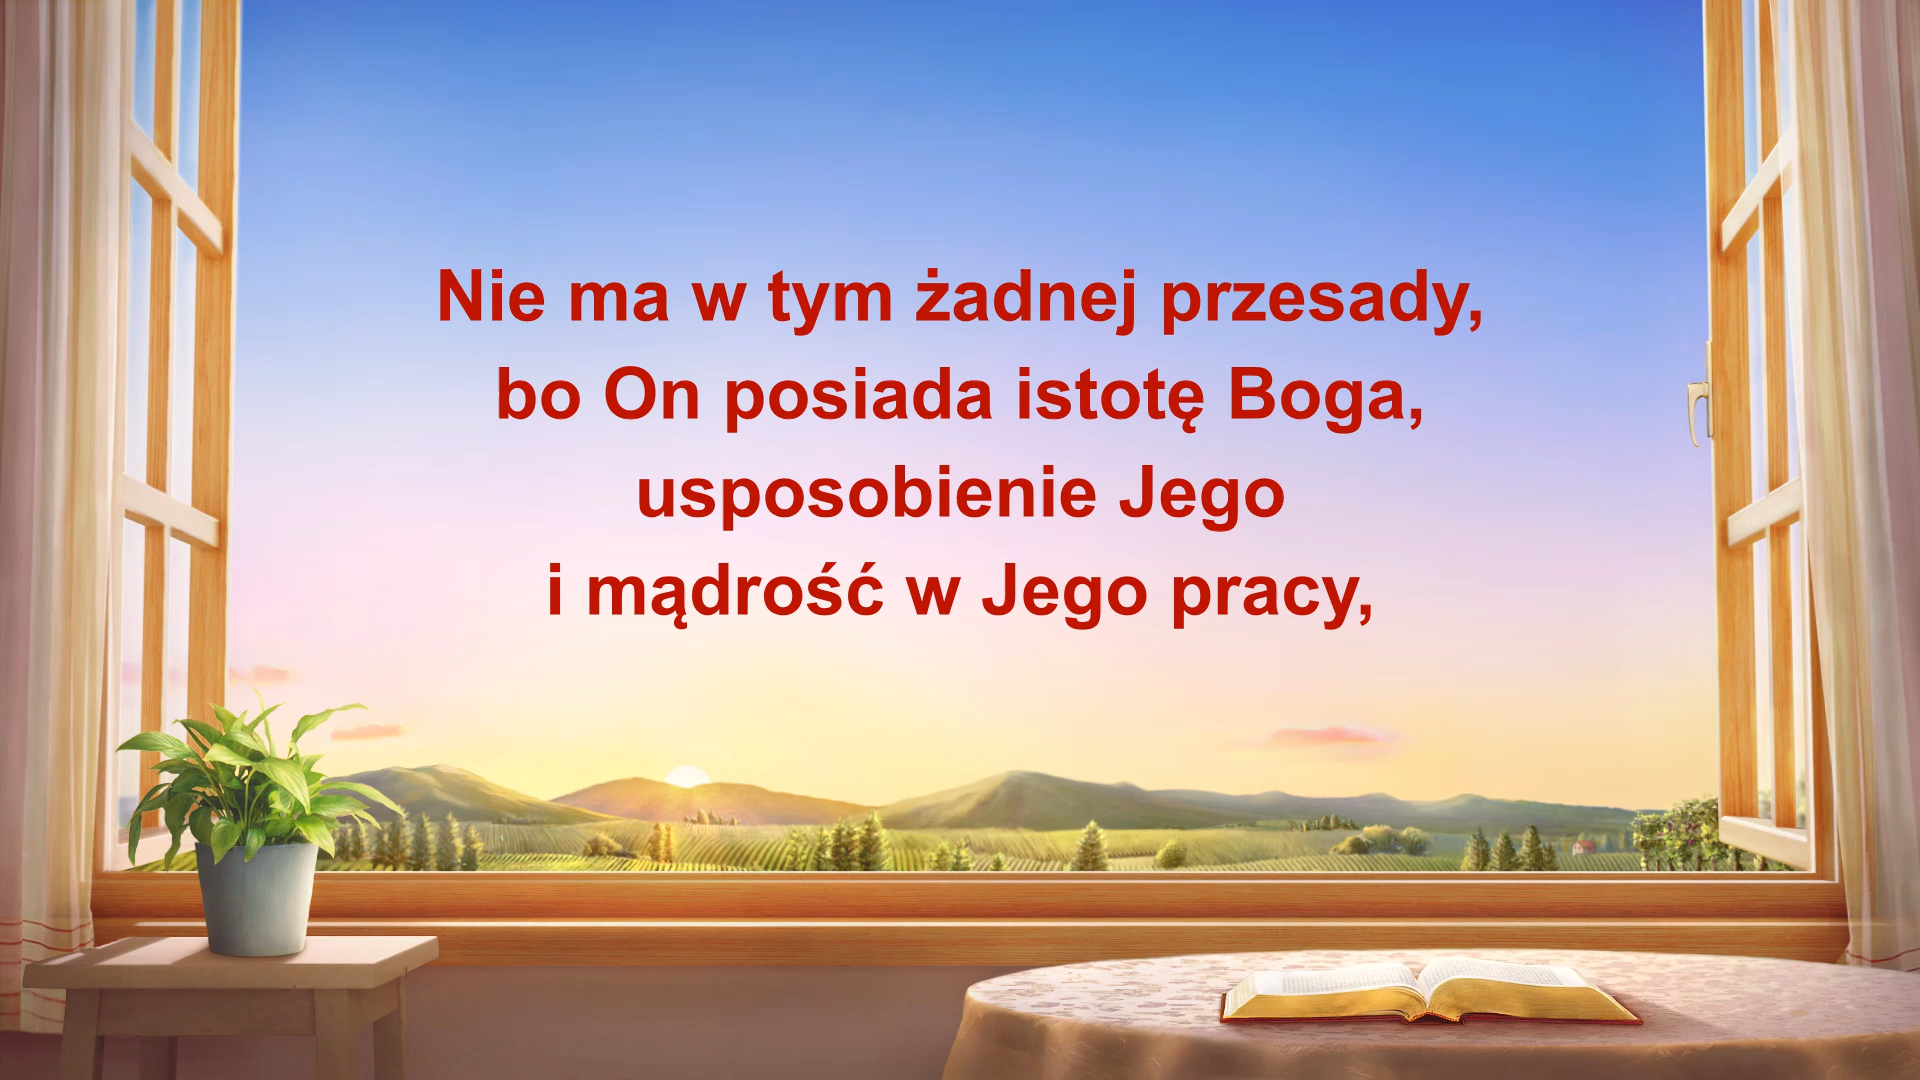 Nie ma w tym żadnej przesady,
bo On posiada istotę Boga,
usposobienie Jego
i mądrość w Jego pracy,